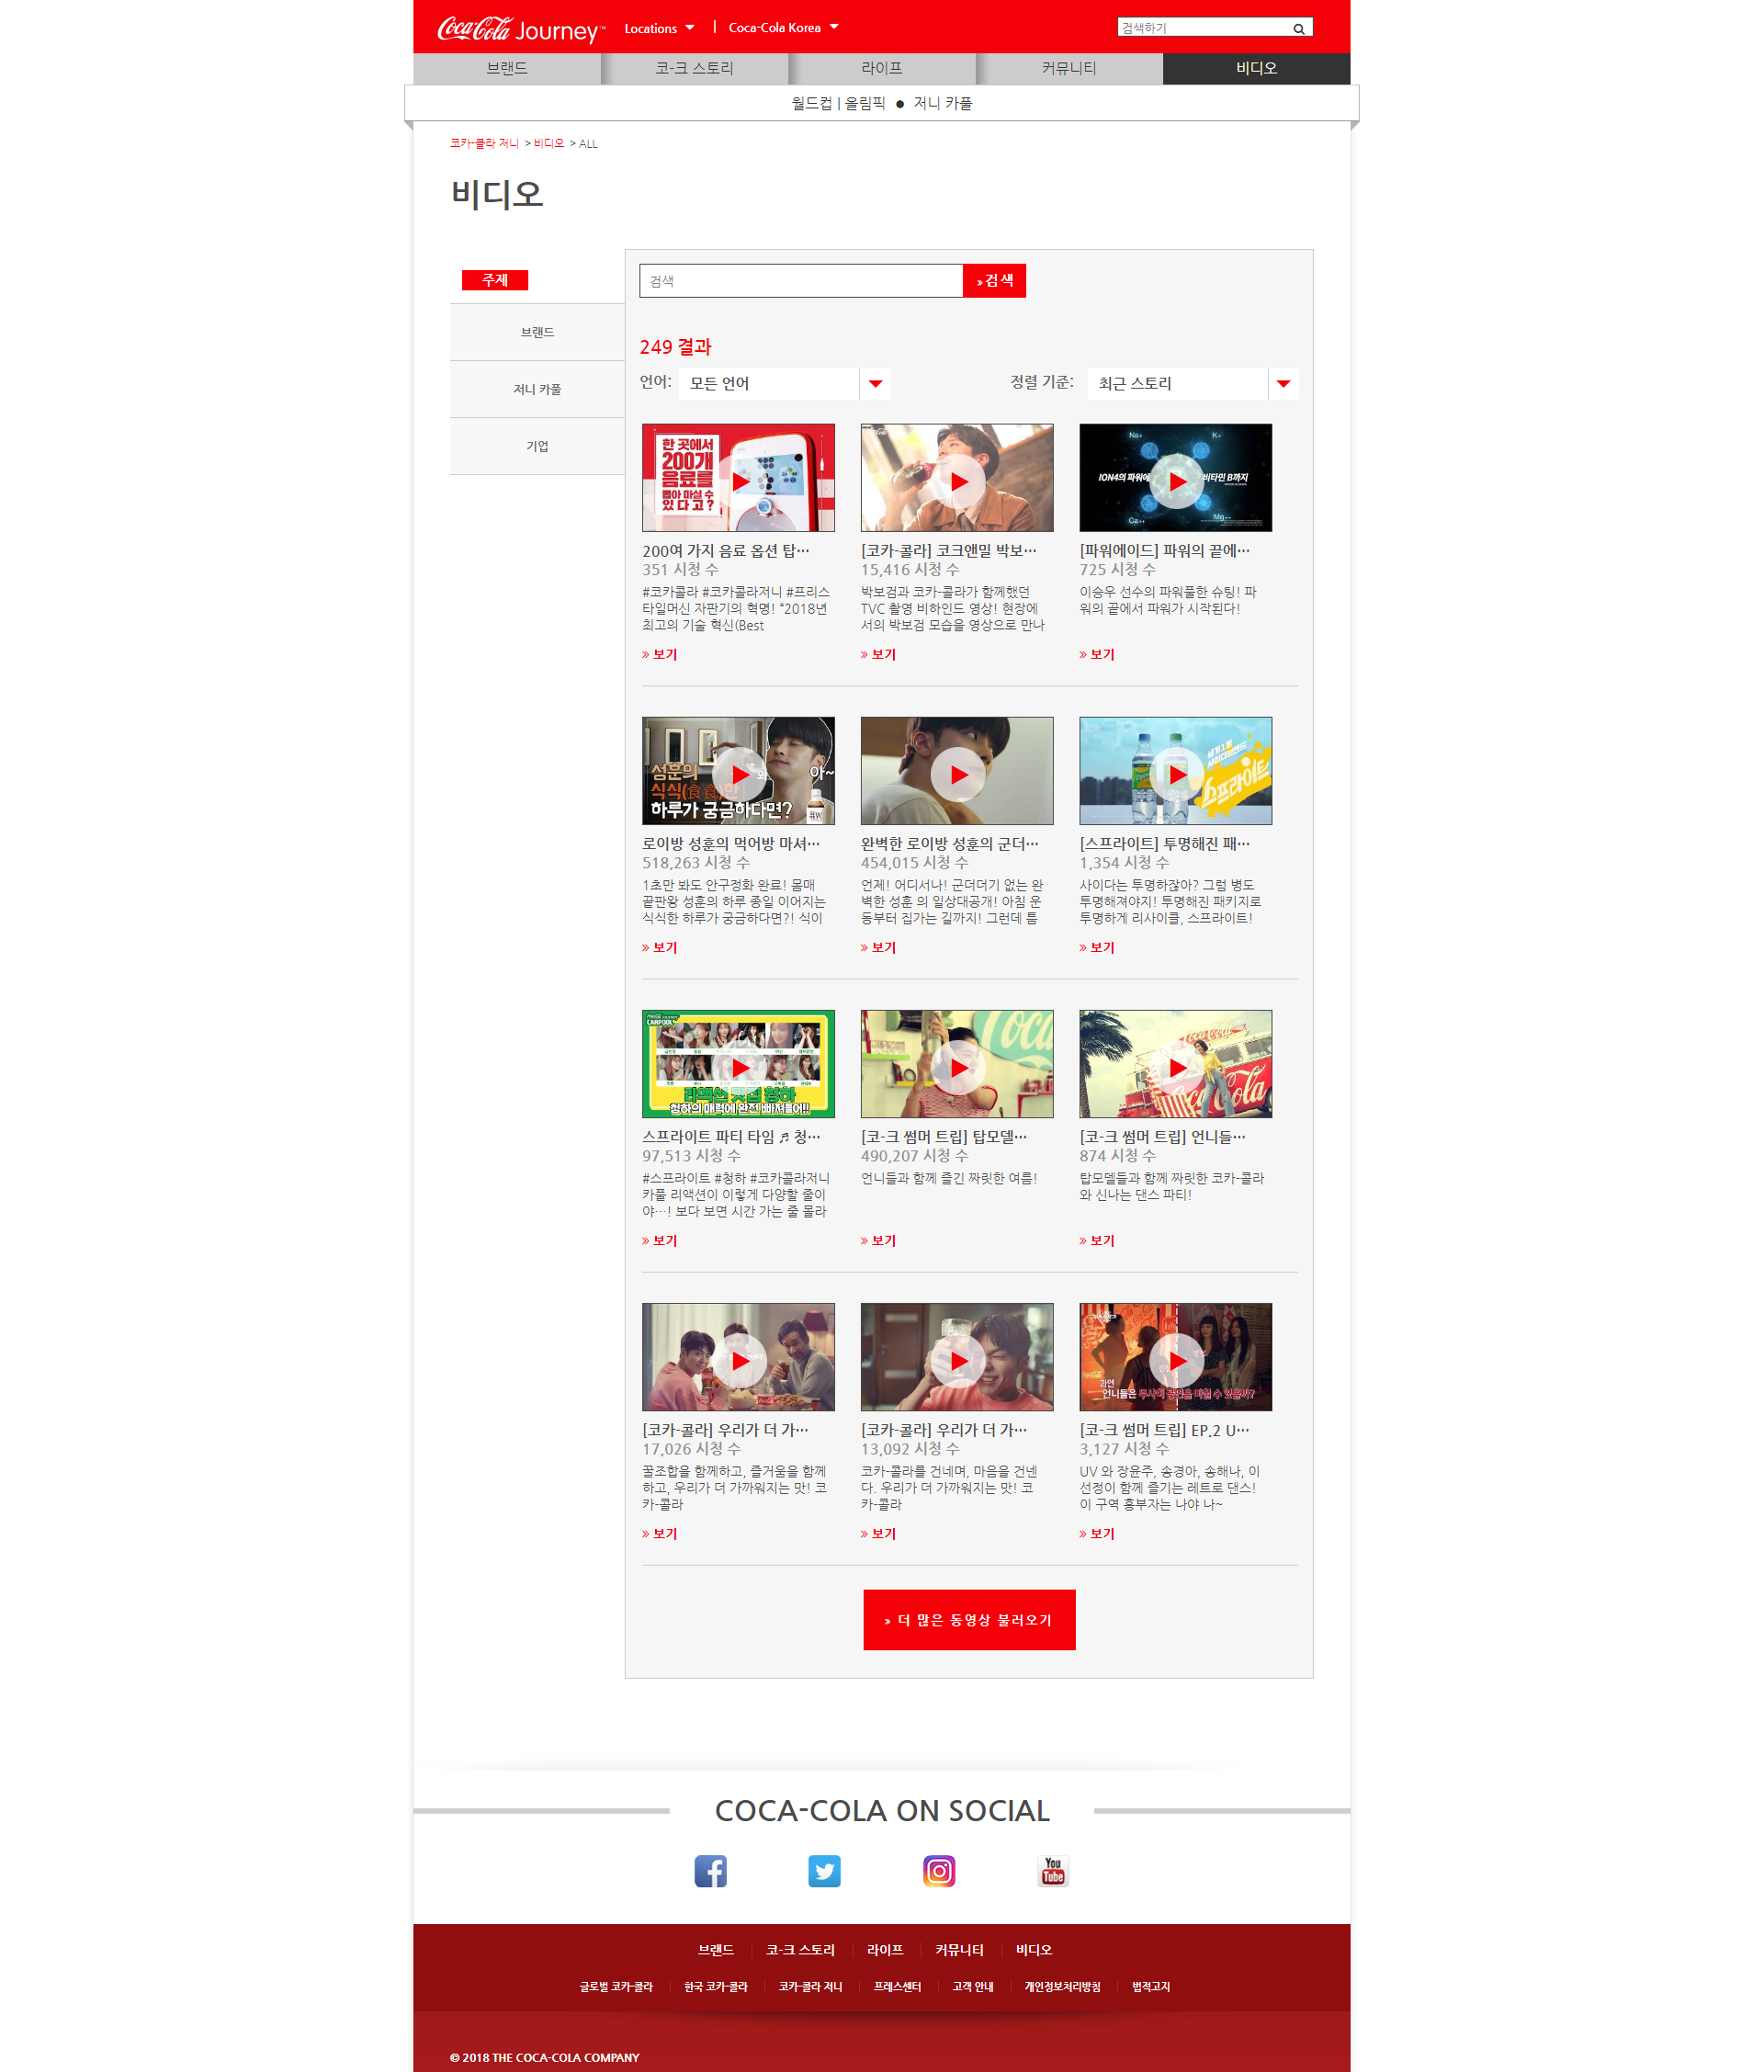 Coca-Cola Journey™
Locations
Coca-Cola Korea
검색하기
브랜드
코-크 스토리
라이프
커뮤니티
비디오
월드컵 | 올림픽 ● 저니 카풀
코카-콜라 저니 > 비디오 > ALL
비디오
주제
브랜드
저니 카풀
기업
검색
» 검색
249 결과
언어: 모든 언어
정렬 기준: 최근 스토리
한 곳에서
200개
음료를
뽑아 마실 수
있다고?
Na+ K+
ION4의 파워에 비타민 B까지
Ca++ Mg++
200여 가지 음료 옵션 탑…
351 시청 수
#코카콜라 #코카콜라저니 #프리스
타일머신 자판기의 혁명! “2018년
최고의 기술 혁신(Best
» 보기
[코카-콜라] 코크앤밀 박보…
15,416 시청 수
박보검과 코카-콜라가 함께했던
TVC 촬영 비하인드 영상! 현장에
서의 박보검 모습을 영상으로 만나
» 보기
[파워에이드] 파워의 끝에…
725 시청 수
이승우 선수의 파워풀한 슈팅! 파
워의 끝에서 파워가 시작된다!
» 보기
성훈의
식식(食食)한
하루가 궁금하다면?
와 아~
세계 1등
사이다브랜드
스프라이트
로이방 성훈의 먹어방 마셔…
518,263 시청 수
1초만 봐도 안구정화 완료! 몸매
끝판왕 성훈의 하루 종일 이어지는
식식한 하루가 궁금하다면?! 식이
» 보기
완벽한 로이방 성훈의 군더…
454,015 시청 수
언제! 어디서나! 군더더기 없는 완
벽한 성훈 의 일상대공개! 아침 운
동부터 집가는 길까지! 그런데 틈
» 보기
[스프라이트] 투명해진 패…
1,354 시청 수
사이다는 투명하잖아? 그럼 병도
투명해져야지! 투명해진 패키지로
투명하게 리사이클, 스프라이트!
» 보기
CARPOOL
리액션 맛집 청하
청하의 매력에 완전 빠져들어!!
Coca
Coca-Cola
스프라이트 파티 타임 ♬ 청…
97,513 시청 수
#스프라이트 #청하 #코카콜라저니
카풀 리액션이 이렇게 다양할 줄이
야…! 보다 보면 시간 가는 줄 몰라
» 보기
[코-크 썸머 트립] 탑모델…
490,207 시청 수
언니들과 함께 즐긴 짜릿한 여름!
» 보기
[코-크 썸머 트립] 언니들…
874 시청 수
탑모델들과 함께 짜릿한 코카-콜라
와 신나는 댄스 파티!
» 보기
과연
언니들은 무사히 공연을 마칠 수 있을까?
[코카-콜라] 우리가 더 가…
17,026 시청 수
꿀조합을 함께하고, 즐거움을 함께
하고, 우리가 더 가까워지는 맛! 코
카-콜라
» 보기
[코카-콜라] 우리가 더 가…
13,092 시청 수
코카-콜라를 건네며, 마음을 건넨
다. 우리가 더 가까워지는 맛! 코
카-콜라
» 보기
[코-크 썸머 트립] EP.2 U…
3,127 시청 수
UV 와 장윤주, 송경아, 송해나, 이
선정이 함께 즐기는 레트로 댄스!
이 구역 흥부자는 나야 나~
» 보기
» 더 많은 동영상 불러오기
COCA-COLA ON SOCIAL
You Tube
브랜드 코-크 스토리 라이프 커뮤니티 비디오
글로벌 코카-콜라 한국 코카-콜라 코카-콜라 저니 프레스센터 고객 안내 개인정보처리방침 법적고지
© 2018 THE COCA-COLA COMPANY